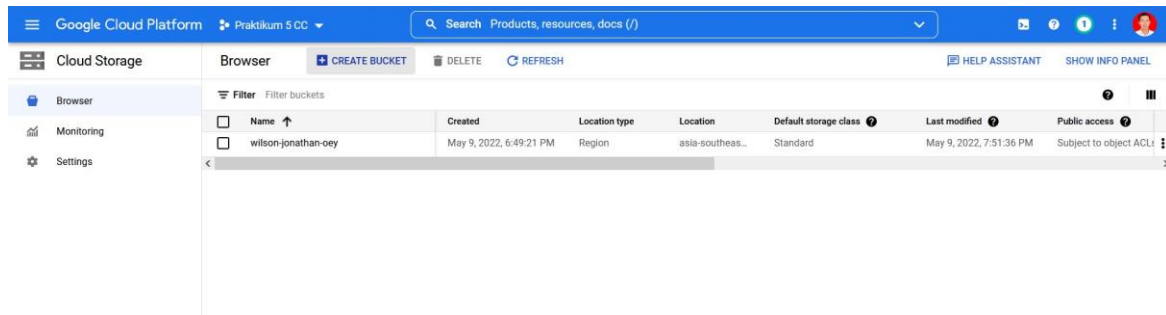 Google Cloud Platform Praktikum 5 CC Search Products, resources, docs (/) 1
Cloud Storage Browser CREATE BUCKET DELETE REFRESH HELP ASSISTANT SHOW INFO PANEL
Browser
Monitoring
Settings
Filter Filter buckets
Name Created Location type Location Default storage class Last modified Public access
wilson-jonathan-oey May 9, 2022, 6:49:21 PM Region asia-southeas... Standard May 9, 2022, 7:51:36 PM Subject to object ACLs